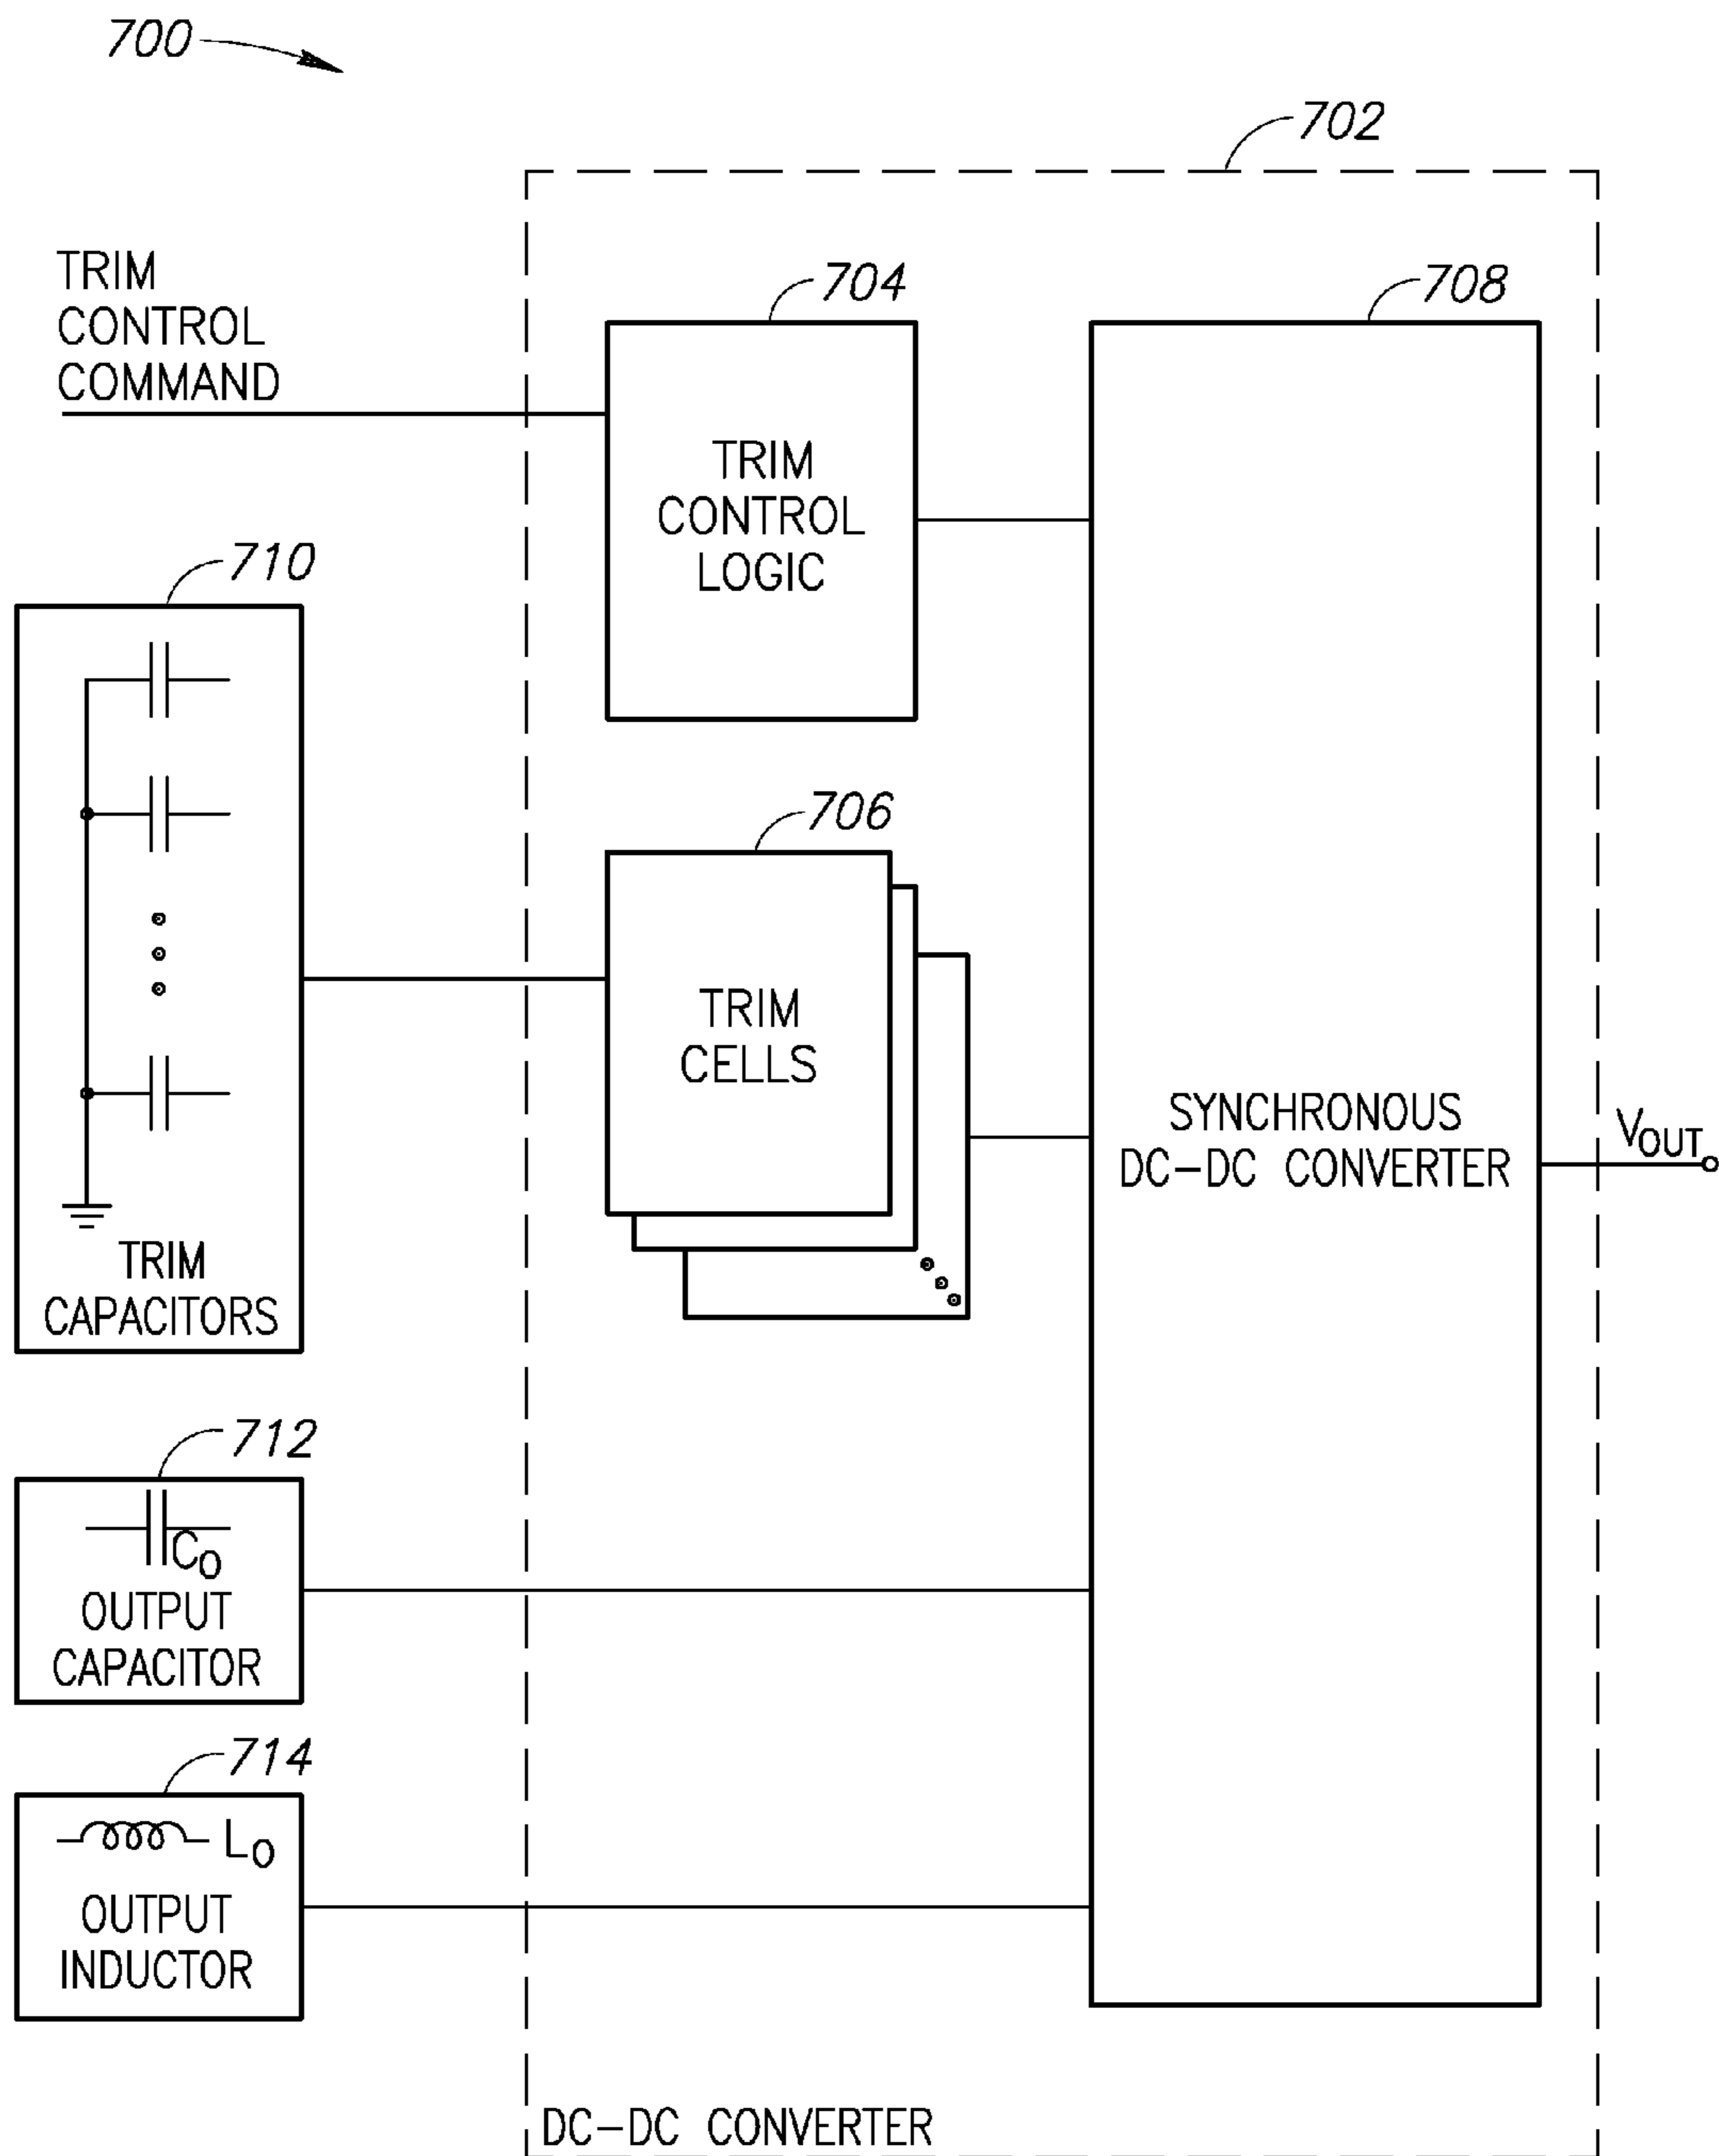 700
702
TRIM
CONTROL
COMMAND
704
708
TRIM
CONTROL
LOGIC
710
706
TRIM
CELLS
SYNCHRONOUS
DC-DC CONVERTER
VOUT
TRIM
CAPACITORS
712
CO
OUTPUT
CAPACITOR
714
LO
OUTPUT
INDUCTOR
DC-DC CONVERTER